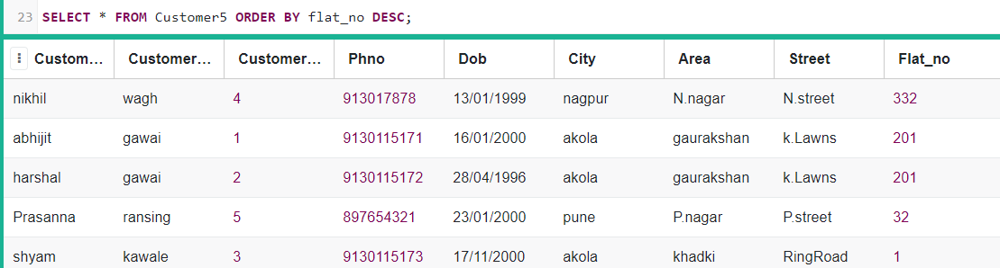 23 SELECT * FROM Customer5 ORDER BY flat_no DESC;
Custom... Customer... Customer... Phno Dob City Area Street Flat_no
nikhil wagh 4 913017878 13/01/1999 nagpur N.nagar N.street 332
abhijit gawai 1 9130115171 16/01/2000 akola gaurakshan k.Lawns 201
harshal gawai 2 9130115172 28/04/1996 akola gaurakshan k.Lawns 201
Prasanna ransing 5 897654321 23/01/2000 pune P.nagar P.street 32
shyam kawale 3 9130115173 17/11/2000 akola khadki RingRoad 1